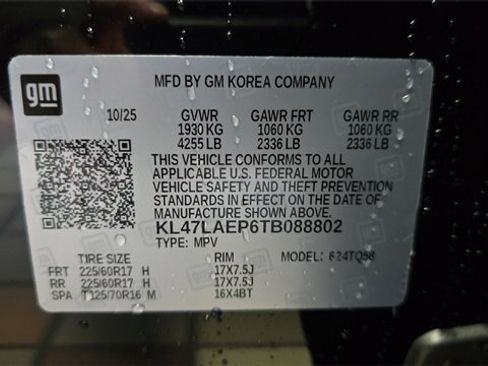 gm
MFD BY GM KOREA COMPANY
10/25 GVWR GAWR FRT GAWR RR
1930 KG 1060 KG 1060 KG
4255 LB 2336 LB 2336 LB
THIS VEHICLE CONFORMS TO ALL
APPLICABLE U.S. FEDERAL MOTOR
VEHICLE SAFETY AND THEFT PREVENTION
STANDARDS IN EFFECT ON THE DATE OF
MANUFACTURE SHOWN ABOVE.
KL47LAEP6TB088802
TYPE: MPV
TIRE SIZE RIM MODEL:
FRT 225/60R17 H 17X7.5J
RR 225/60R17 H 17X7.5J
SPA T125/70R16 M 16X4BT